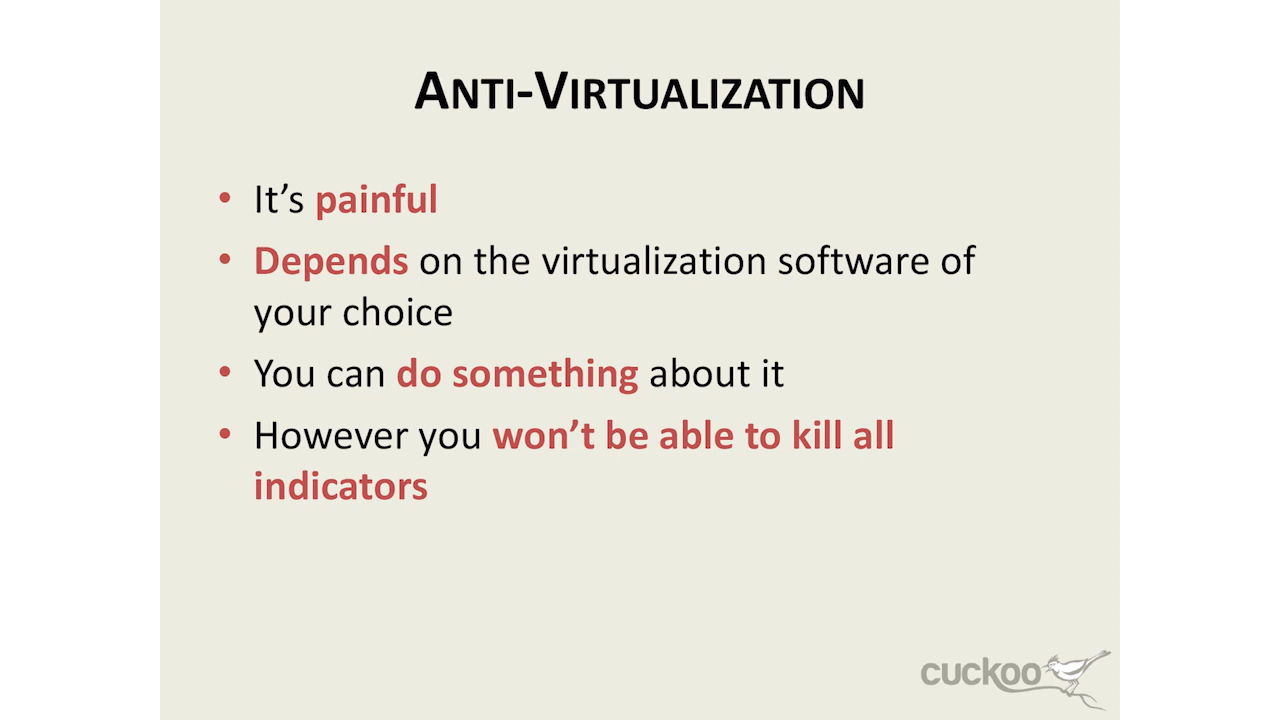 ANTI-VIRTUALIZATION
• It’s painful
• Depends on the virtualization software of
your choice
• You can do something about it
• However you won’t be able to kill all
indicators
cuckoo